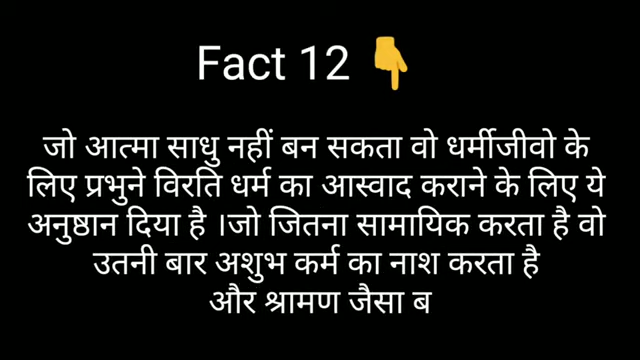 Fact 12 👇
जो आत्मा साधु नहीं बन सकता वो धर्मीजीवो के
लिए प्रभुने विरति धर्म का आस्वाद कराने के लिए ये
अनुष्ठान दिया है ।जो जितना सामायिक करता है वो
उतनी बार अशुभ कर्म का नाश करता है
और श्रामण जैसा ब